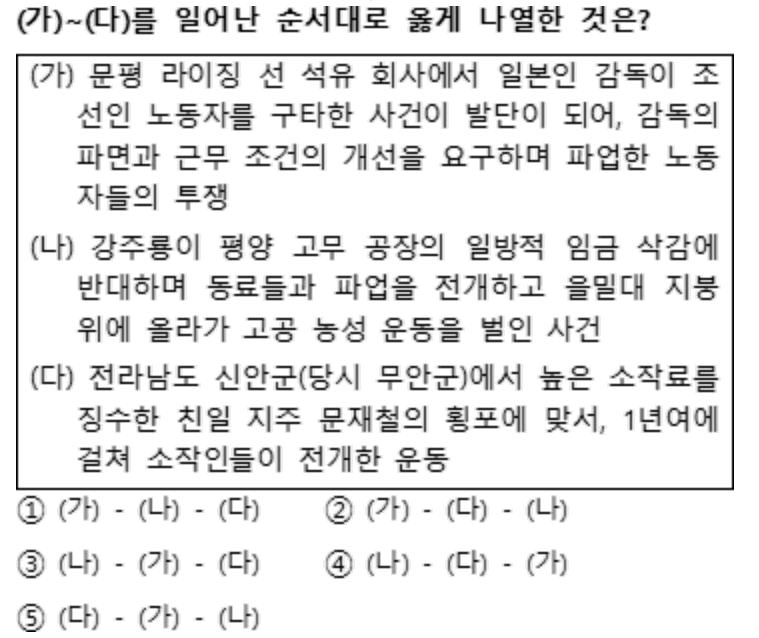 (가)~(다)를 일어난 순서대로 옳게 나열한 것은?
(가) 문평 라이징 선 석유 회사에서 일본인 감독이 조
선인 노동자를 구타한 사건이 발단이 되어, 감독의
파면과 근무 조건의 개선을 요구하며 파업한 노동
자들의 투쟁
(나) 강주룡이 평양 고무 공장의 일방적 임금 삭감에
반대하며 동료들과 파업을 전개하고 을밀대 지붕
위에 올라가 고공 농성 운동을 벌인 사건
(다) 전라남도 신안군(당시 무안군)에서 높은 소작료를
징수한 친일 지주 문재철의 횡포에 맞서, 1년여에
걸쳐 소작인들이 전개한 운동
① (가) - (나) - (다) ② (가) - (다) - (나)
③ (나) - (가) - (다) ④ (나) - (다) - (가)
⑤ (다) - (가) - (나)